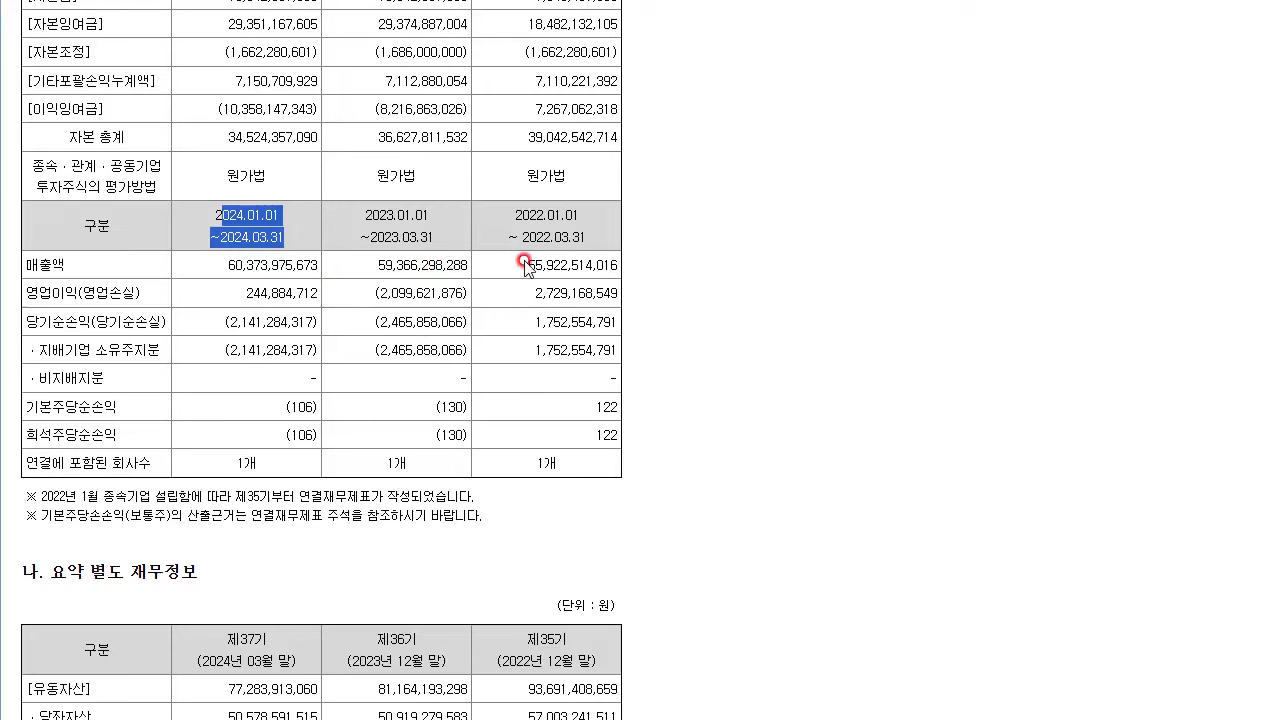 [자본잉여금] 29,351,167,605 29,374,887,004 18,482,132,105
[자본조정] (1,662,280,601) (1,686,000,000) (1,662,280,601)
[기타포괄손익누계액] 7,150,709,929 7,112,880,054 7,110,221,392
[이익잉여금] (10,358,147,343) (8,216,863,026) 7,267,062,318
자본 총계 34,524,357,090 36,627,811,532 39,042,542,714
종속 · 관계 · 공동기업
투자주식의 평가방법 원가법 원가법 원가법
구분 2024.01.01 2023.01.01 2022.01.01
~2024.03.31 ~2023.03.31 ~ 2022.03.31
매출액 60,373,975,673 59,366,298,288 55,922,514,016
영업이익(영업손실) 244,884,712 (2,099,621,876) 2,729,168,549
당기순손익(당기순손실) (2,141,284,317) (2,465,858,066) 1,752,554,791
· 지배기업 소유주지분 (2,141,284,317) (2,465,858,066) 1,752,554,791
· 비지배지분 - - -
기본주당순손익 (106) (130) 122
희석주당순손익 (106) (130) 122
연결에 포함된 회사수 1개 1개 1개
※ 2022년 1월 종속기업 설립함에 따라 제35기부터 연결재무제표가 작성되었습니다.
※ 기본주당순손익(보통주)의 산출근거는 연결재무제표 주석을 참조하시기 바랍니다.
나. 요약 별도 재무정보
(단위 : 원)
구분 제37기 제36기 제35기
(2024년 03월 말) (2023년 12월 말) (2022년 12월 말)
[유동자산] 77,283,913,060 81,164,193,298 93,691,408,659
· 당좌자산 50,578,591,515 50,919,279,583 57,003,241,511